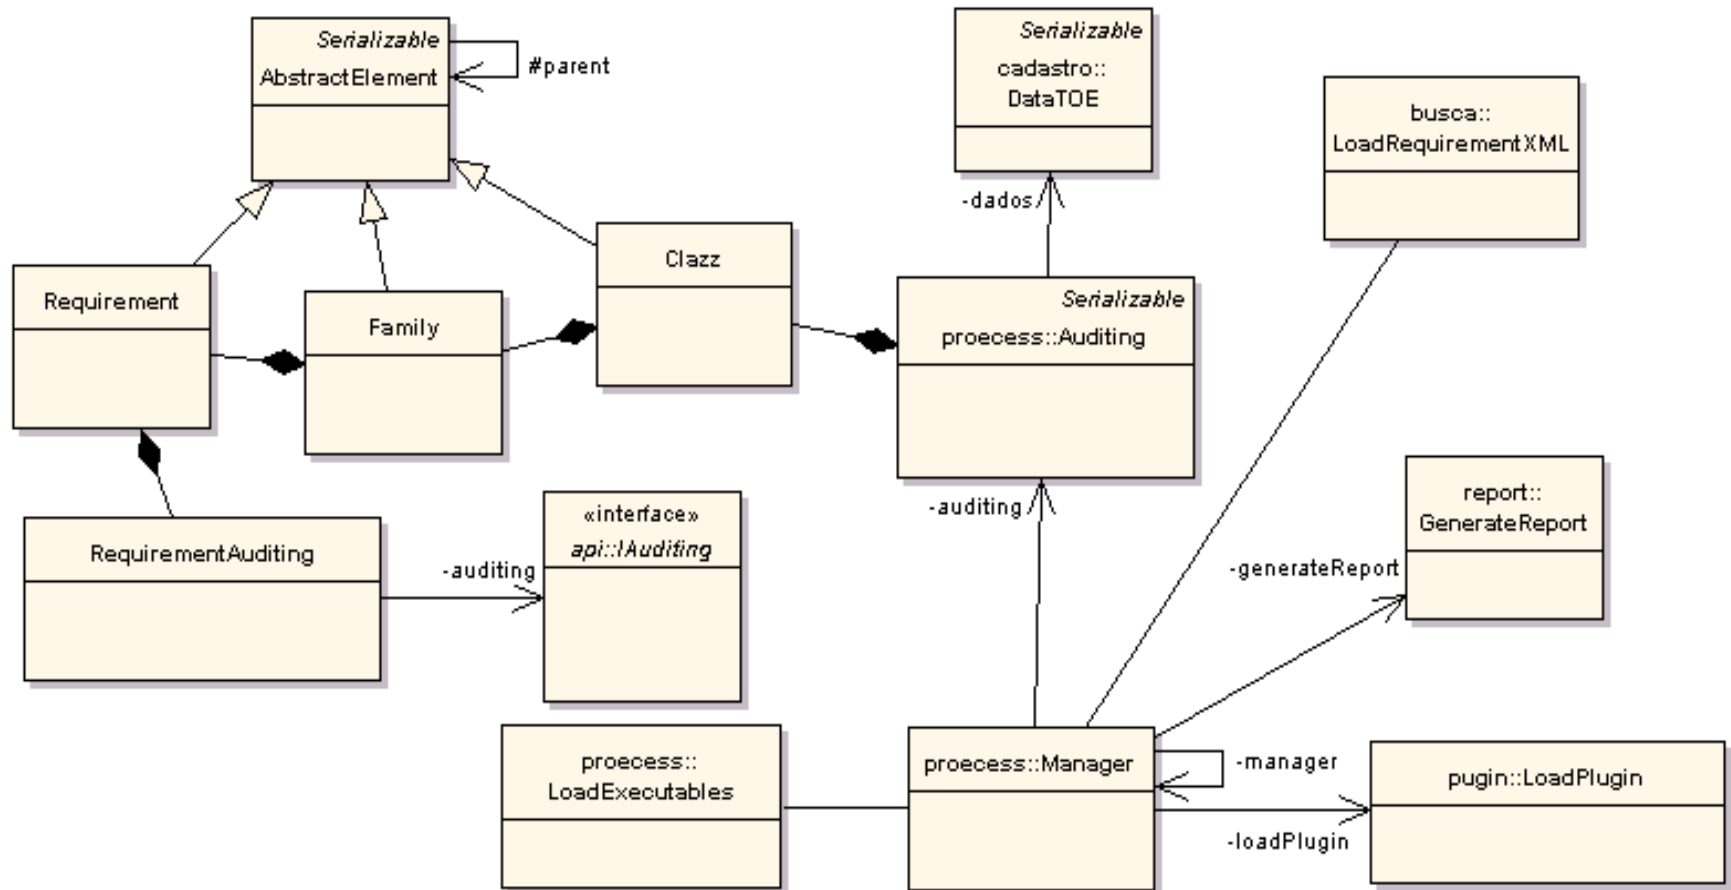 Serializable
AbstractElement
#parent
Serializable
cadastro::
DataTOE
busca::
LoadRequirementXML
-dados
Clazz
Requirement
Family
Serializable
proecess::Auditing
-auditing
report::
GenerateReport
«interface»
api::IAuditing
RequirementAuditing
-auditing
-generateReport
proecess::
LoadExecutables
proecess::Manager
-manager
pugin::LoadPlugin
-loadPlugin